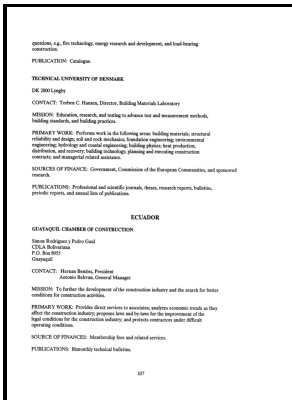 questions, e.g., fire technology, energy research and development, and load-bearing
construction.
PUBLICATION: Catalogue.
TECHNICAL UNIVERSITY OF DENMARK
DK 2800 Lyngby
CONTACT: Torben C. Hansen, Director, Building Materials Laboratory
MISSION: Education, research, and testing to advance test and measurement methods,
building standards, and building practices.
PRIMARY WORK: Performs work in the following areas: building materials; structural
reliability and design; soil and rock mechanics; foundation engineering; environmental
engineering; hydrology and coastal engineering; building physics; heat production,
distribution, and recovery; building technology; planning and executing construction
contracts; and managerial related assistance.
SOURCES OF FINANCE: Government, Commission of the European Communities, and sponsored
research.
PUBLICATIONS: Professional and scientific journals, theses, research reports, bulletins,
periodic reports, and annual lists of publications.
ECUADOR
GUAYAQUIL CHAMBER OF CONSTRUCTION
Simon Rodriguez y Pedro Gual
CDLA Bolivariana
P.O. Box 8955
Guayaquil
CONTACT: Hernan Benites, President
Antonio Beltran, General Manager
MISSION: To further the development of the construction industry and the search for better
conditions for construction activities.
PRIMARY WORK: Provides direct services to associates; analyzes economic trends as they
affect the construction industry; proposes laws and by-laws for the improvement of the
legal conditions for the construction industry; and protects contractors under difficult
operating conditions.
SOURCE OF FINANCES: Membership fees and related services.
PUBLICATIONS: Bimonthly technical bulletins.
107